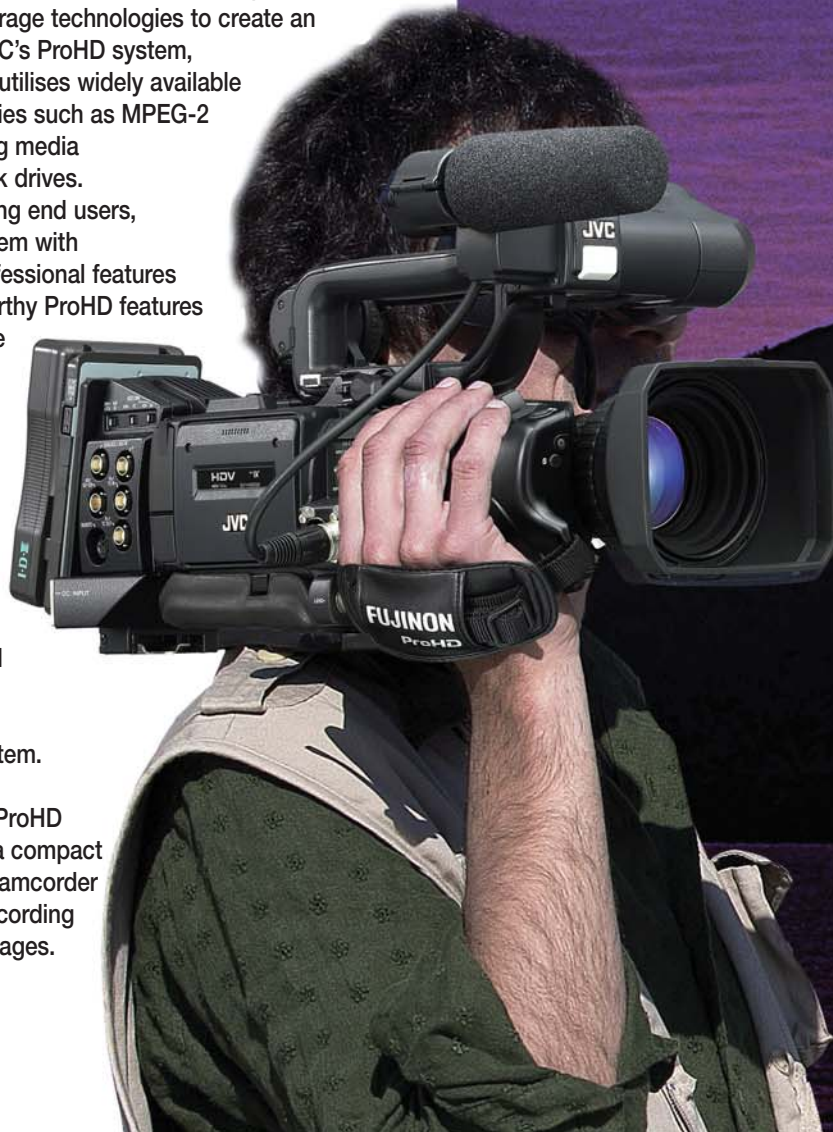 rage technologies to create an
C's ProHD system,
utilises widely available
ies such as MPEG-2
g media
k drives.
ng end users,
em with
fessional features
rthy ProHD features
e
JVC
HDV
JVC
I·D·X
DC INPUT
FUJINON
ProHD
l
tem.
ProHD
a compact
amcorder
cording
ages.